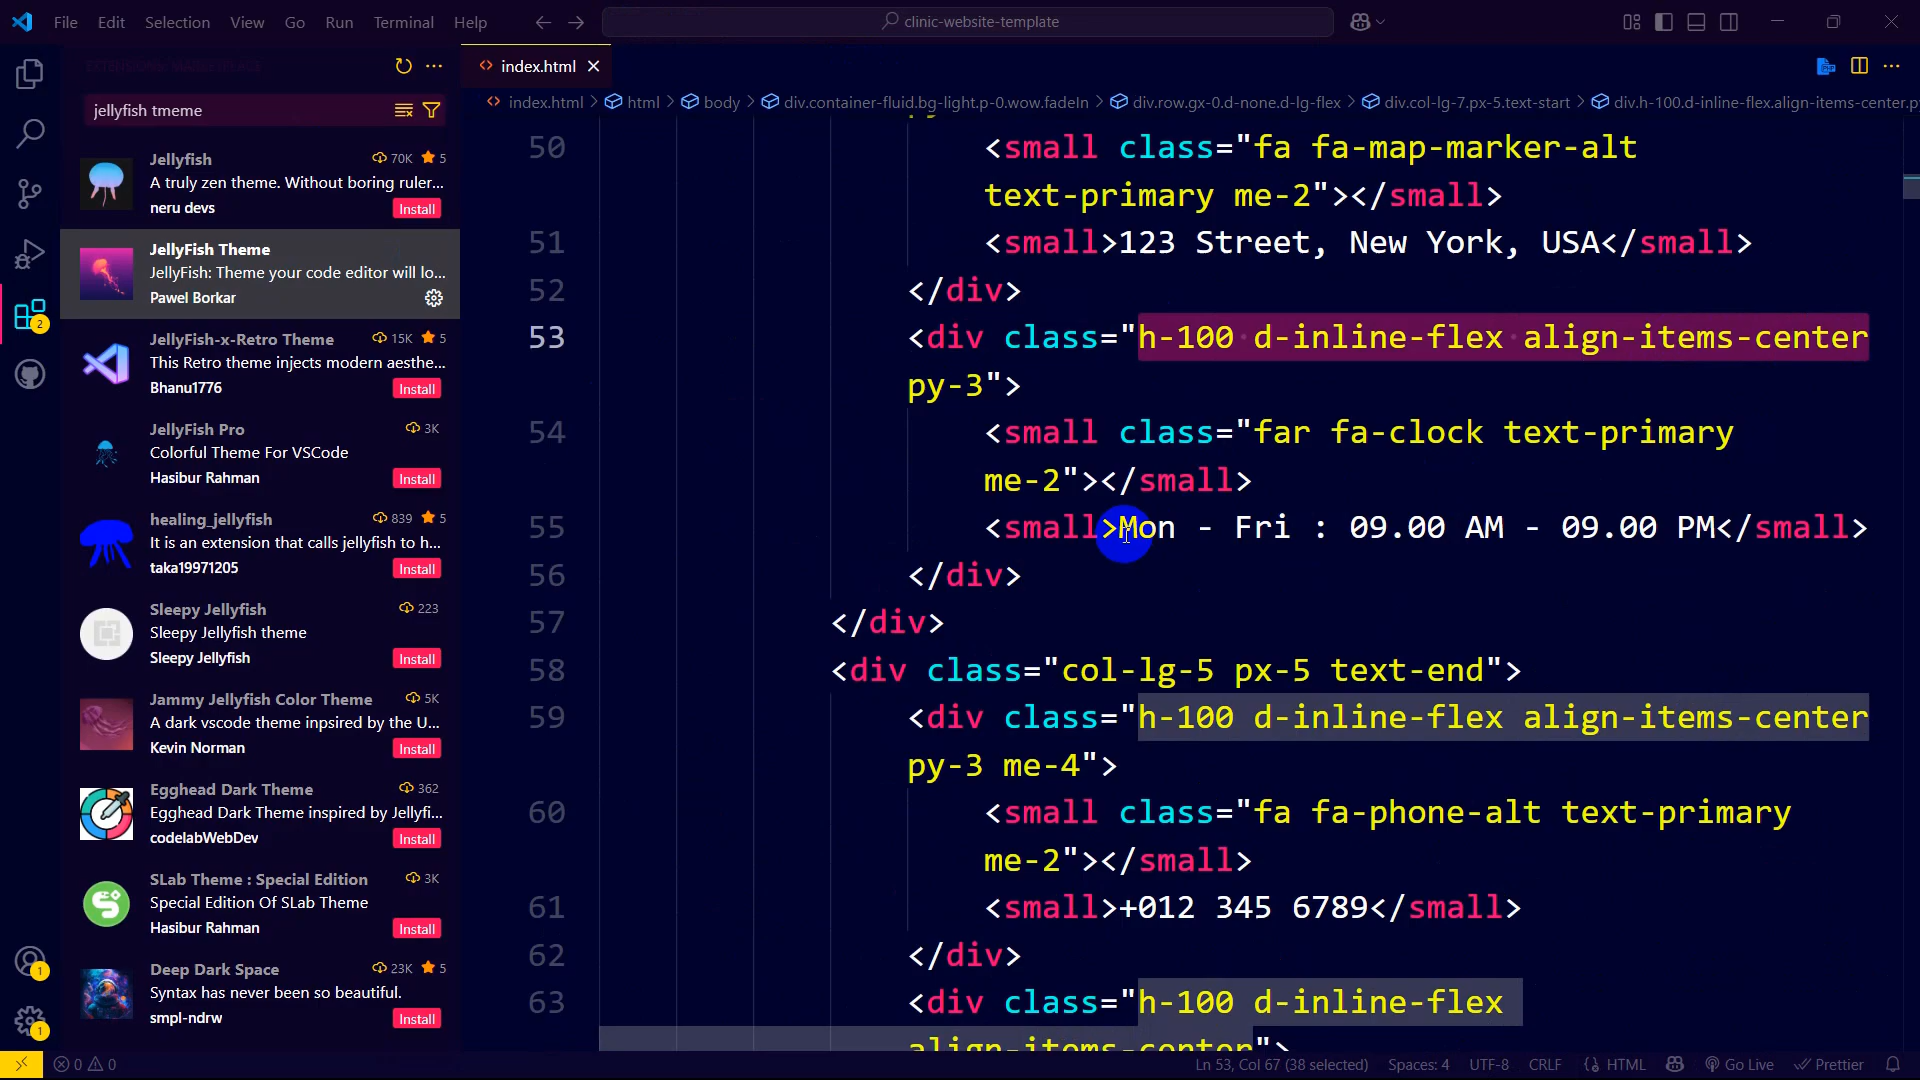 File Edit Selection View Go Run Terminal Help
clinic-website-template
index.html
jellyfish tmeme
index.html > html > body > div.container-fluid.bg-light.p-0.wow.fadeIn > div.row.gx-0.d-none.d-lg-flex > div.col-lg-7.px-5.text-start > div.h-100.d-inline-flex.align-items-center.py
Jellyfish 70K 5
A truly zen theme. Without boring ruler...
neru devs Install
JellyFish Theme
JellyFish: Theme your code editor will lo...
Pawel Borkar
JellyFish-x-Retro Theme 15K 5
This Retro theme injects modern aesthe...
Bhanu1776 Install
JellyFish Pro 3K
Colorful Theme For VSCode
Hasibur Rahman Install
healing_jellyfish 839 5
It is an extension that calls jellyfish to h...
taka19971205 Install
Sleepy Jellyfish 223
Sleepy Jellyfish theme
Sleepy Jellyfish Install
Jammy Jellyfish Color Theme 5K
A dark vscode theme inpsired by the U...
Kevin Norman Install
Egghead Dark Theme 362
Egghead Dark Theme inspired by Jellyfi...
codelabWebDev Install
SLab Theme : Special Edition 3K
Special Edition Of SLab Theme
Hasibur Rahman Install
Deep Dark Space 23K 5
Syntax has never been so beautiful.
smpl-ndrw Install
2
1
1
50 <small class="fa fa-map-marker-alt
text-primary me-2"></small>
51 <small>123 Street, New York, USA</small>
52 </div>
53 <div class="h-100 d-inline-flex align-items-center
py-3">
54 <small class="far fa-clock text-primary
me-2"></small>
55 <small>Mon - Fri : 09.00 AM - 09.00 PM</small>
56 </div>
57 </div>
58 <div class="col-lg-5 px-5 text-end">
59 <div class="h-100 d-inline-flex align-items-center
py-3 me-4">
60 <small class="fa fa-phone-alt text-primary
me-2"></small>
61 <small>+012 345 6789</small>
62 </div>
63 <div class="h-100 d-inline-flex
align-items-center">
0 0 Ln 53, Col 67 (38 selected) Spaces: 4 UTF-8 CRLF HTML Go Live Prettier